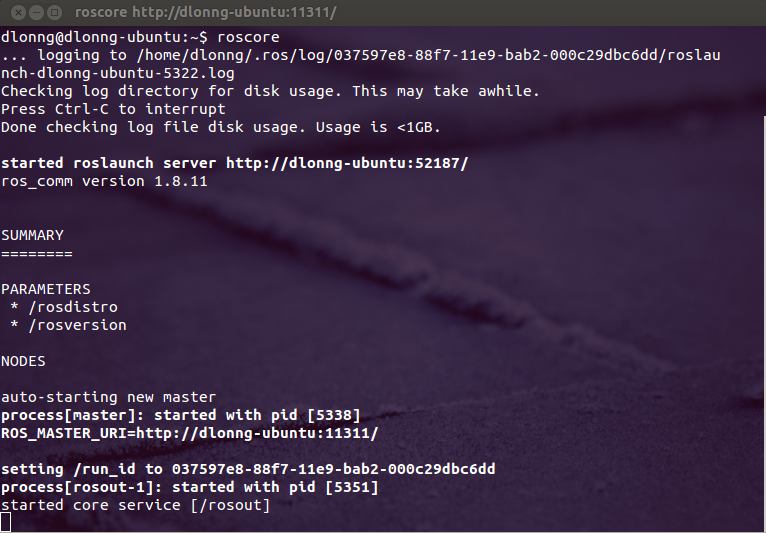 roscore http://dlonng-ubuntu:11311/
dlonng@dlonng-ubuntu:~$ roscore
... logging to /home/dlonng/.ros/log/037597e8-88f7-11e9-bab2-000c29dbc6dd/roslau
nch-dlonng-ubuntu-5322.log
Checking log directory for disk usage. This may take awhile.
Press Ctrl-C to interrupt
Done checking log file disk usage. Usage is <1GB.
started roslaunch server http://dlonng-ubuntu:52187/
ros_comm version 1.8.11
SUMMARY
========
PARAMETERS
 * /rosdistro
 * /rosversion
NODES
auto-starting new master
process[master]: started with pid [5338]
ROS_MASTER_URI=http://dlonng-ubuntu:11311/
setting /run_id to 037597e8-88f7-11e9-bab2-000c29dbc6dd
process[rosout-1]: started with pid [5351]
started core service [/rosout]